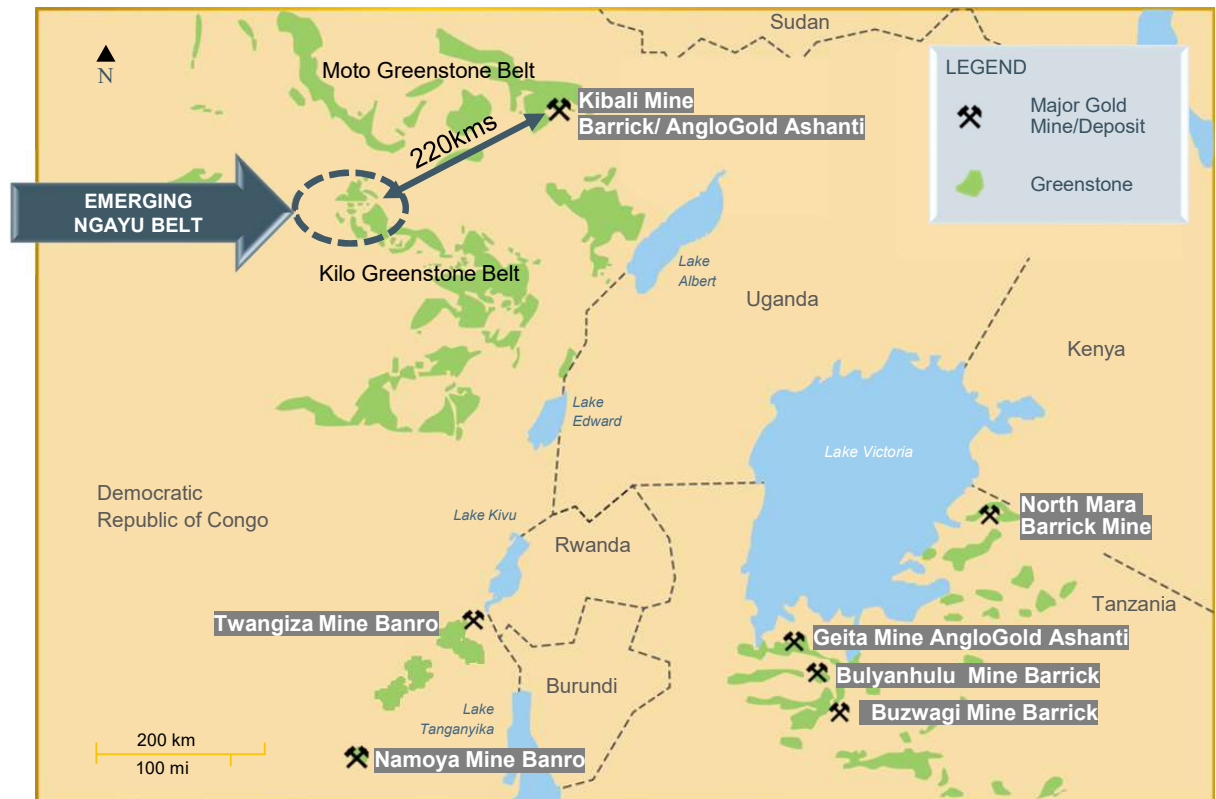 Sudan
N
Moto Greenstone Belt
LEGEND
Major Gold
Mine/Deposit
Greenstone
Kibali Mine
Barrick/ AngloGold Ashanti
220kms
EMERGING
NGAYU BELT
Kilo Greenstone Belt
Lake
Albert
Uganda
Kenya
Lake
Edward
Lake Victoria
Democratic
Republic of Congo
Lake Kivu
Rwanda
North Mara
Barrick Mine
Tanzania
Twangiza Mine Banro
Geita Mine AngloGold Ashanti
Bulyanhulu  Mine Barrick
Burundi
Buzwagi Mine Barrick
Lake
Tanganyika
200 km
100 mi
Namoya Mine Banro